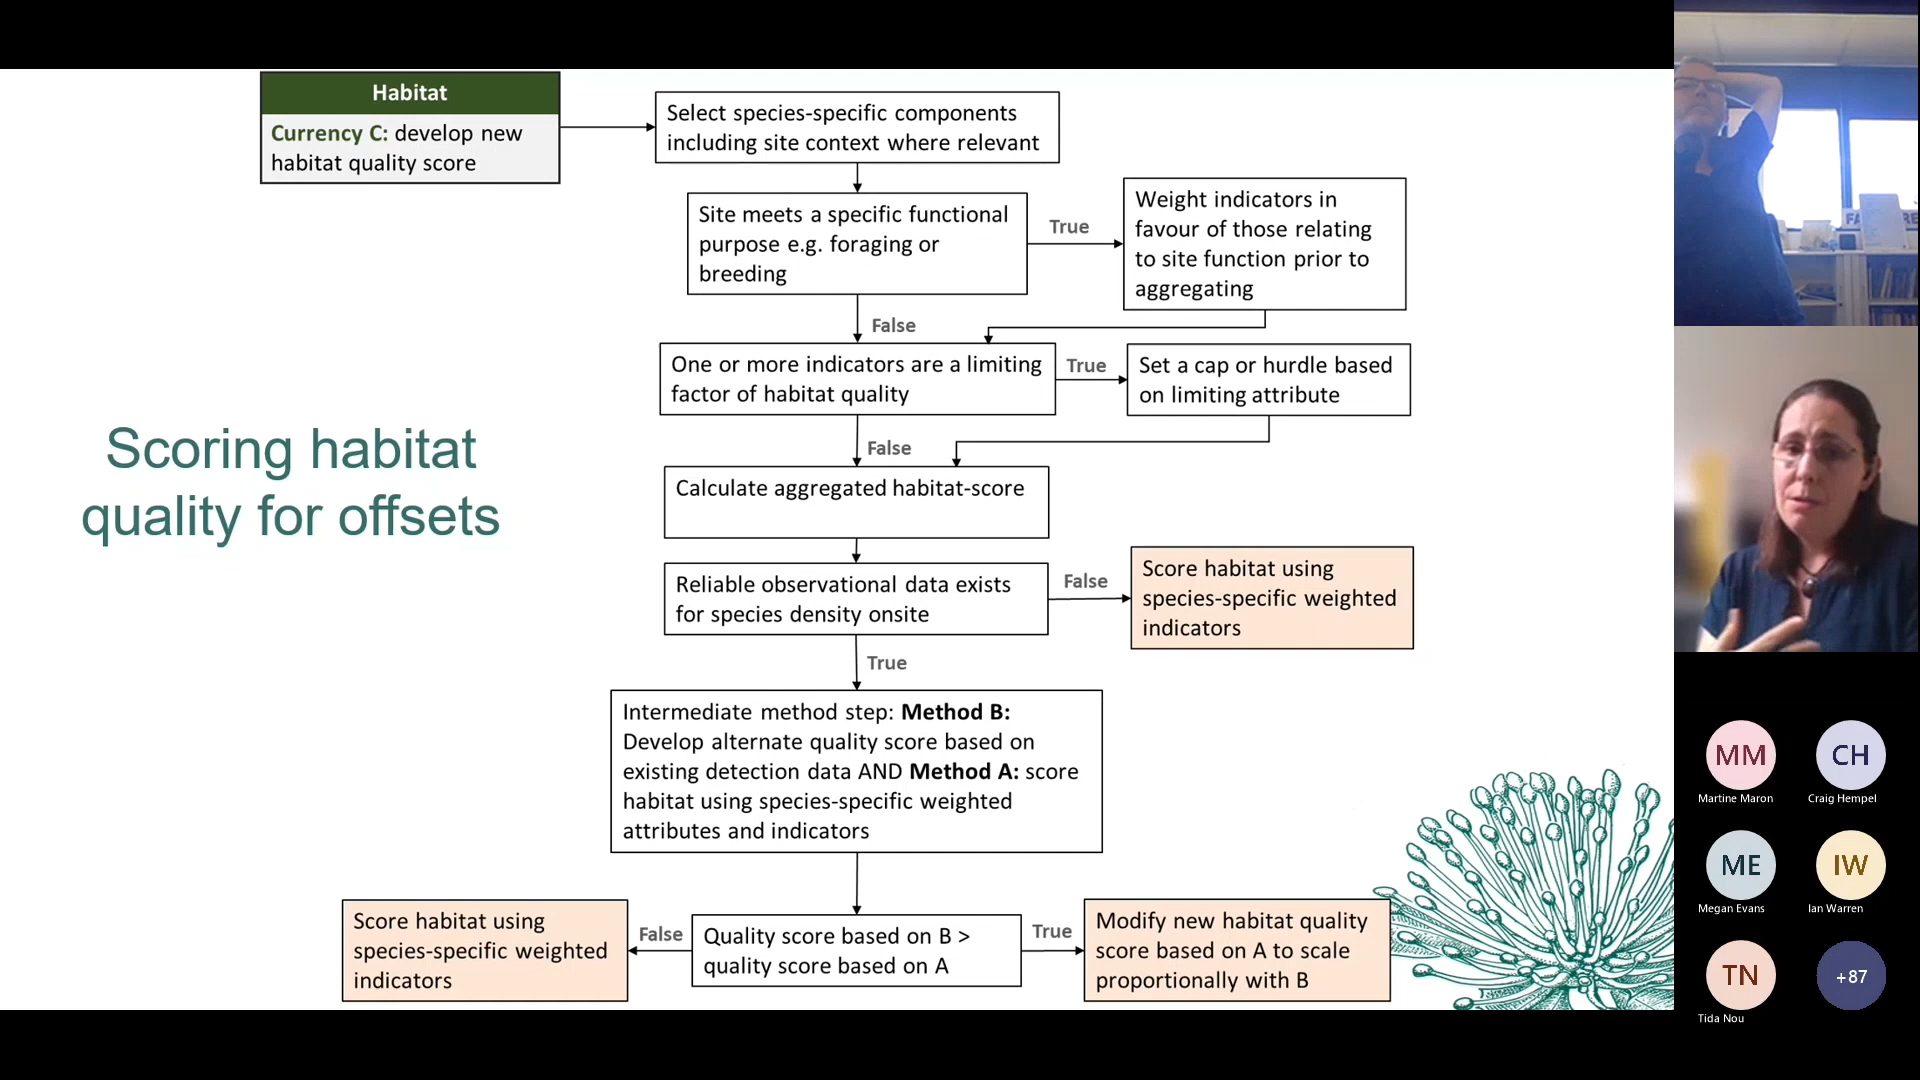 Habitat
Currency C: develop new
habitat quality score
Select species-specific components
including site context where relevant
Site meets a specific functional
purpose e.g. foraging or
breeding
True
Weight indicators in
favour of those relating
to site function prior to
aggregating
False
One or more indicators are a limiting
factor of habitat quality
True
Set a cap or hurdle based
on limiting attribute
False
Scoring habitat
quality for offsets
Calculate aggregated habitat-score
Reliable observational data exists
for species density onsite
False
Score habitat using
species-specific weighted
indicators
True
Intermediate method step: Method B:
Develop alternate quality score based on
existing detection data AND Method A: score
habitat using species-specific weighted
attributes and indicators
Score habitat using
species-specific weighted
indicators
False
Quality score based on B >
quality score based on A
True
Modify new habitat quality
score based on A to scale
proportionally with B
MM
Martine Maron
CH
Craig Hempel
ME
Megan Evans
IW
Ian Warren
TN
Tida Nou
+87